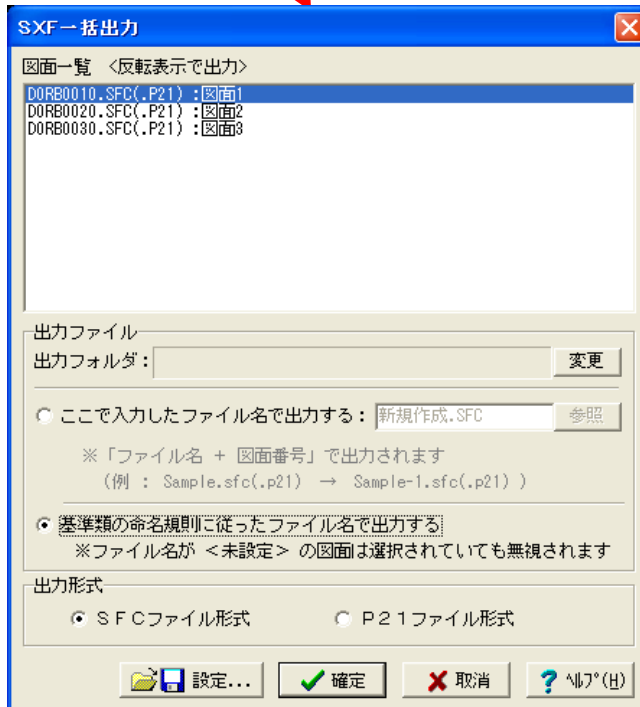 SXF一括出力
図面一覧 <反転表示で出力>
D0RB0010.SFC(.P21) :図面1
D0RB0020.SFC(.P21) :図面2
D0RB0030.SFC(.P21) :図面3
出力ファイル
出力フォルダ: 変更
ここで入力したファイル名で出力する: 新規作成.SFC 参照
※「ファイル名 + 図面番号」で出力されます
(例 : Sample.sfc(.p21) → Sample-1.sfc(.p21) )
基準類の命名規則に従ったファイル名で出力する
※ファイル名が <未設定> の図面は選択されていても無視されます
出力形式
SFCファイル形式 P21ファイル形式
設定... 確定 取消 ? ﾍﾙﾌﾟ(H)